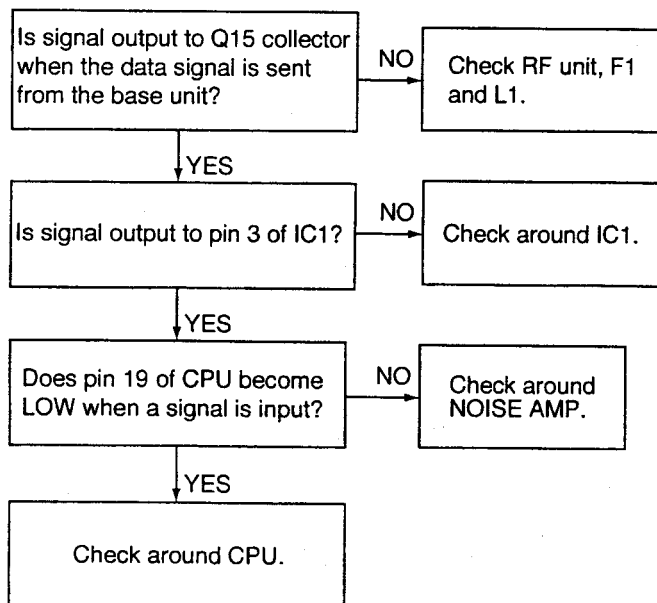 Is signal output to Q15 collector
when the data signal is sent
from the base unit?
NO
Check RF unit, F1
and L1.
YES
Is signal output to pin 3 of IC1?
NO
Check around IC1.
YES
Does pin 19 of CPU become
LOW when a signal is input?
NO
Check around
NOISE AMP.
YES
Check around CPU.